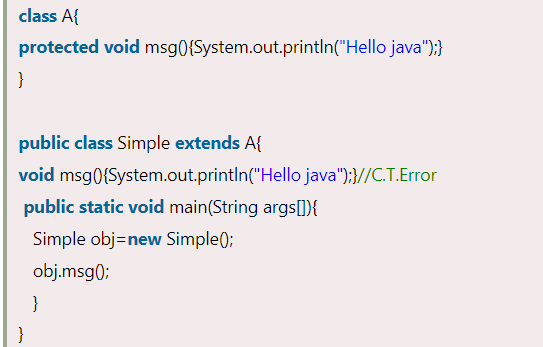 class A{
protected void msg(){System.out.println("Hello java");}
}
public class Simple extends A{
void msg(){System.out.println("Hello java");}//C.T.Error
public static void main(String args[]){
Simple obj=new Simple();
obj.msg();
}
}